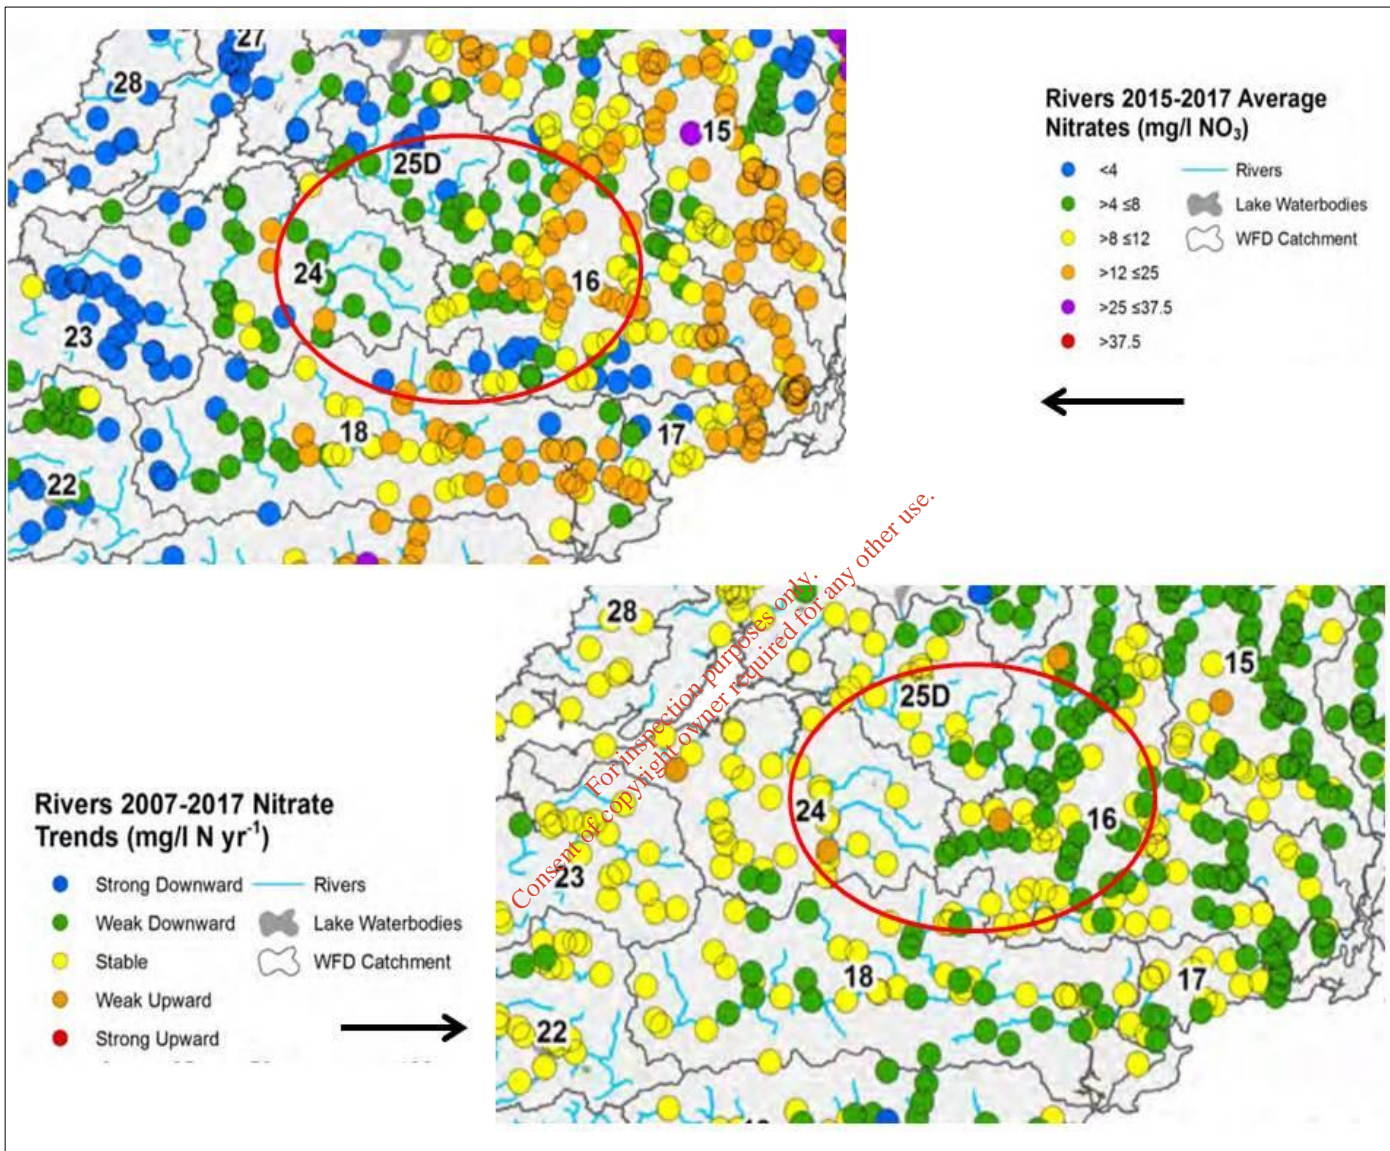 27
28
15
25D
24
16
23
18
17
22
Rivers 2015-2017 Average
Nitrates (mg/l NO₃)
<4
>4 ≤8
>8 ≤12
>12 ≤25
>25 ≤37.5
>37.5
Rivers
Lake Waterbodies
WFD Catchment
For inspection purposes only.
Consent of copyright owner required for any other use.
28
15
25D
24
16
23
18
17
22
Rivers 2007-2017 Nitrate
Trends (mg/l N yr⁻¹)
Strong Downward
Weak Downward
Stable
Weak Upward
Strong Upward
Rivers
Lake Waterbodies
WFD Catchment